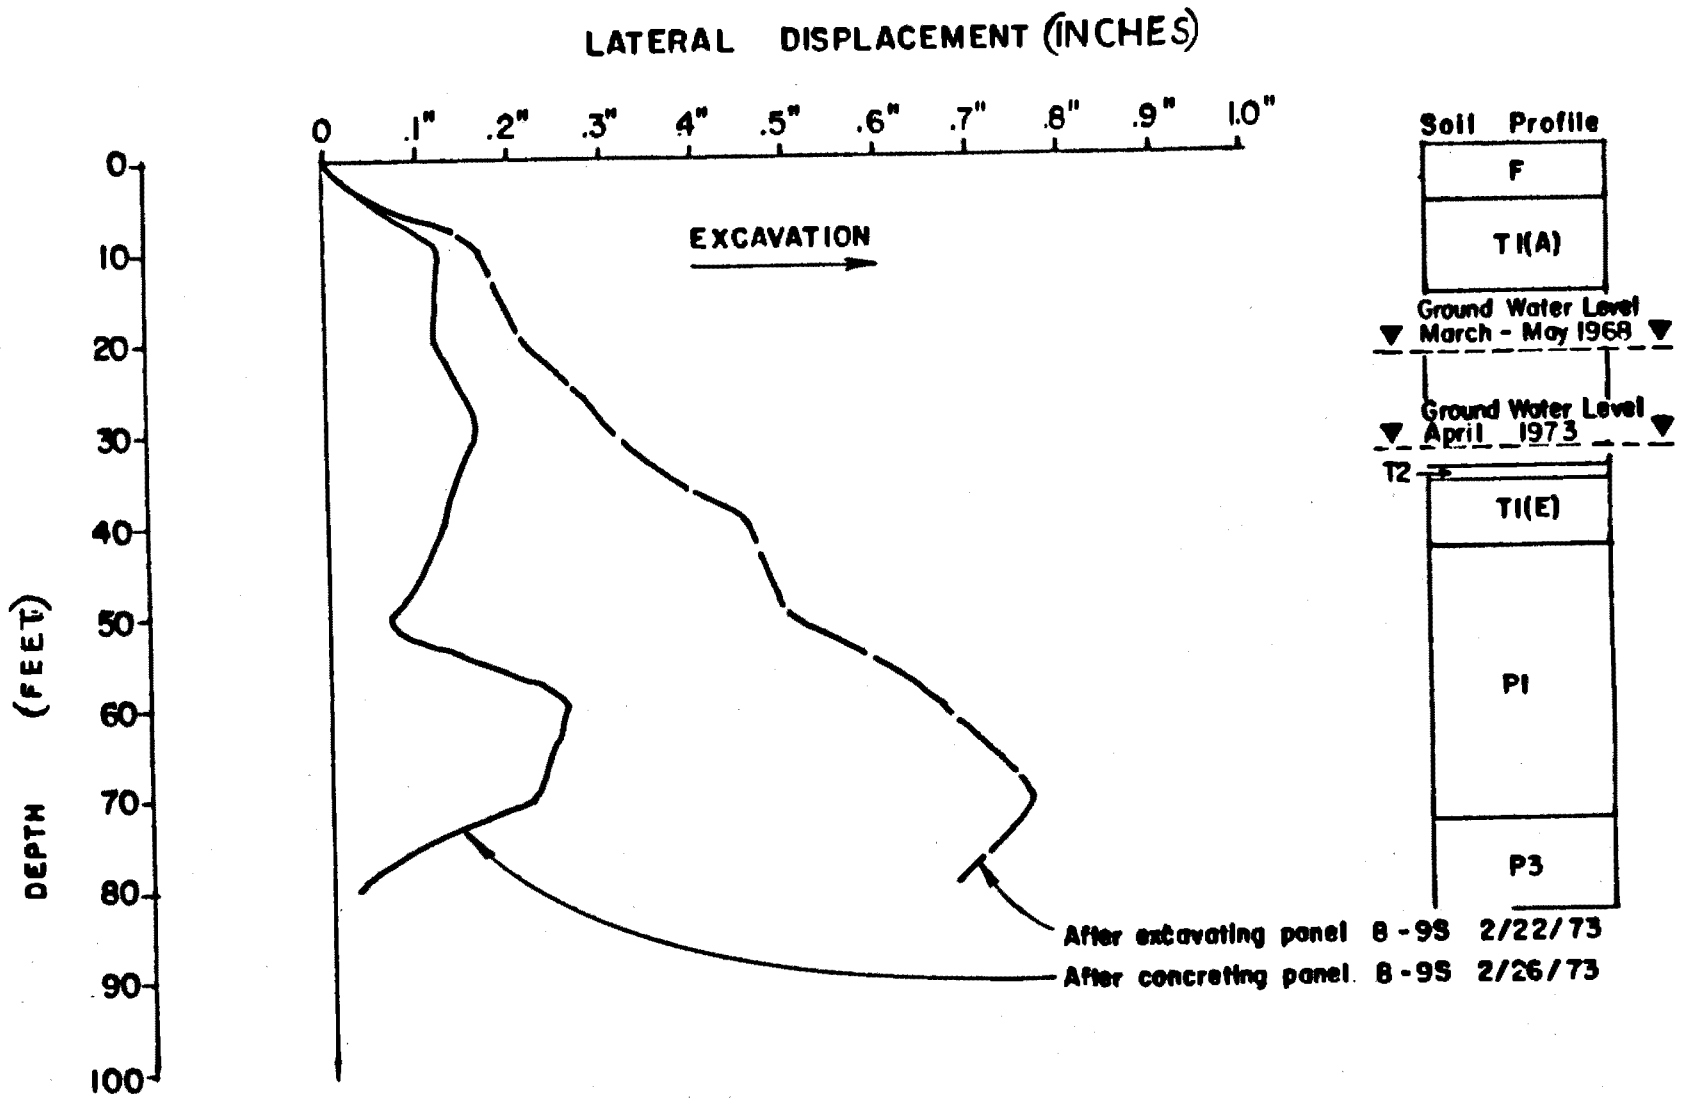 LATERAL DISPLACEMENT (INCHES)
0 .1" .2" .3" .4" .5" .6" .7" .8" .9" 1.0"
Soil Profile
0
10
20
30
40
50
60
70
80
90
100
DEPTH (FEET)
EXCAVATION
F
T1(A)
Ground Water Level
March - May 1968
Ground Water Level
April 1973
T2
T1(E)
P1
P3
After excavating panel 8-9S 2/22/73
After concreting panel. 8-9S 2/26/73